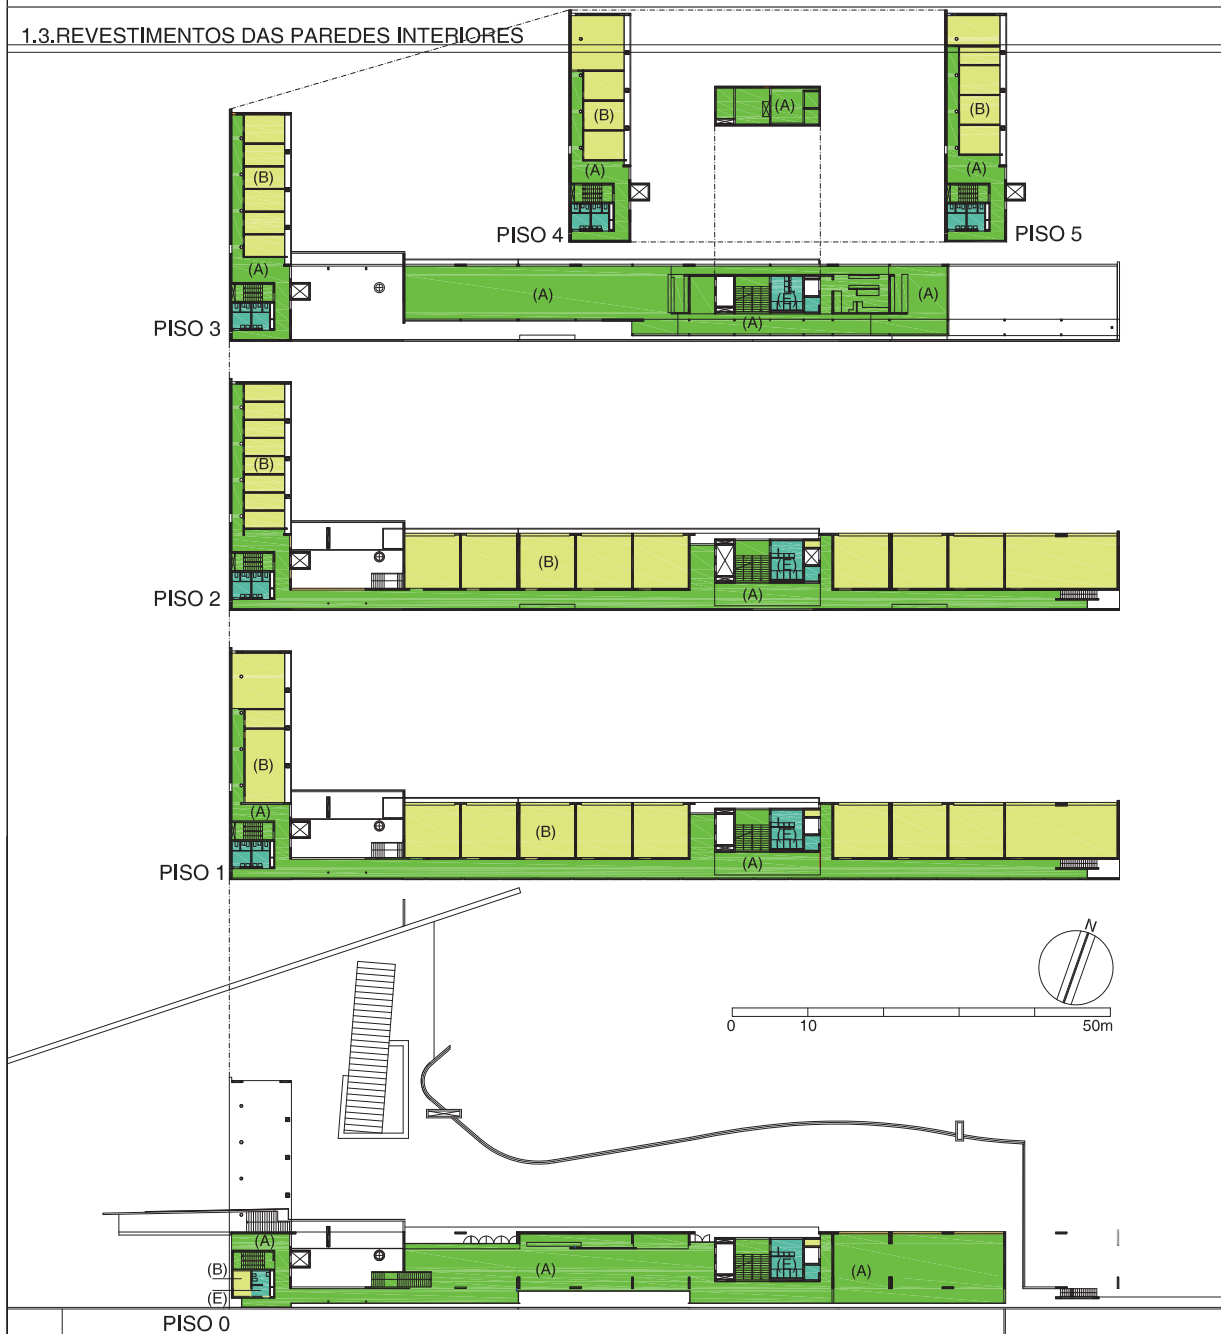 1.3.REVESTIMENTOS DAS PAREDES INTERIORES
(B)
(A)
PISO 4
(A)
(B)
(A)
PISO 5
(B)
(A)
(A)
(E)
(A)
(A)
PISO 3
(B)
(B)
(E)
(A)
PISO 2
(B)
(A)
(B)
(E)
(A)
PISO 1
N
0
10
50m
(A)
(B)
(E)
(A)
(E)
(A)
PISO 0